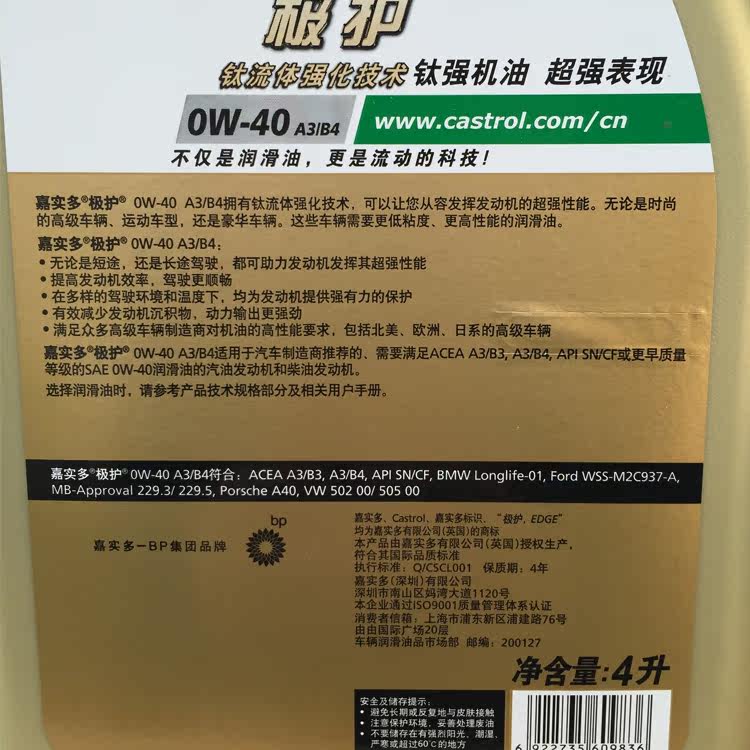 极护
钛流体强化技术 钛强机油 超强表现
0W-40 A3/B4 www.castrol.com/cn
不仅是润滑油，更是流动的科技！
嘉实多®极护® 0W-40 A3/B4拥有钛流体强化技术，可以让您从容发挥发动机的超强性能。无论是时尚
的高级车辆、运动车型，还是豪华车辆。这些车辆需要更低粘度、更高性能的润滑油。
嘉实多®极护® 0W-40 A3/B4：
• 无论是短途，还是长途驾驶，都可助力发动机发挥其超强性能
• 提高发动机效率，驾驶更顺畅
• 在多样的驾驶环境和温度下，均为发动机提供强有力的保护
• 有效减少发动机沉积物，动力输出更强劲
• 满足众多高级车辆制造商对机油的高性能要求，包括北美、欧洲、日系的高级车辆
嘉实多®极护® 0W-40 A3/B4适用于汽车制造商推荐的、需要满足ACEA A3/B3, A3/B4, API SN/CF或更早质量
等级的SAE 0W-40润滑油的汽油发动机和柴油发动机。
选择润滑油时，请参考产品技术规格部分及相关用户手册。
嘉实多®极护® 0W-40 A3/B4符合：ACEA A3/B3, A3/B4, API SN/CF, BMW Longlife-01, Ford WSS-M2C937-A,
MB-Approval 229.3/ 229.5, Porsche A40, VW 502 00/ 505 00
bp
嘉实多—BP集团品牌
嘉实多、Castrol、嘉实多标识、“极护，EDGE”
均为嘉实多有限公司(英国)的商标
本产品由嘉实多有限公司(英国)授权生产，
符合其国际品质标准
执行标准：Q/CSCL001 保质期：4年
嘉实多(深圳)有限公司
深圳市南山区妈湾大道1120号
本企业通过ISO9001质量管理体系认证
消费者信箱：上海市浦东新区浦建路76号
由由国际广场20层
车辆润滑油品市场部 邮编：200127
净含量:4升
安全及储存提示：
• 避免长期或反复地与皮肤接触
• 注意保护环境，妥善处理废油
• 不要储存在有强烈阳光，潮湿，
严寒或超过60℃的地方
6 922735 409836